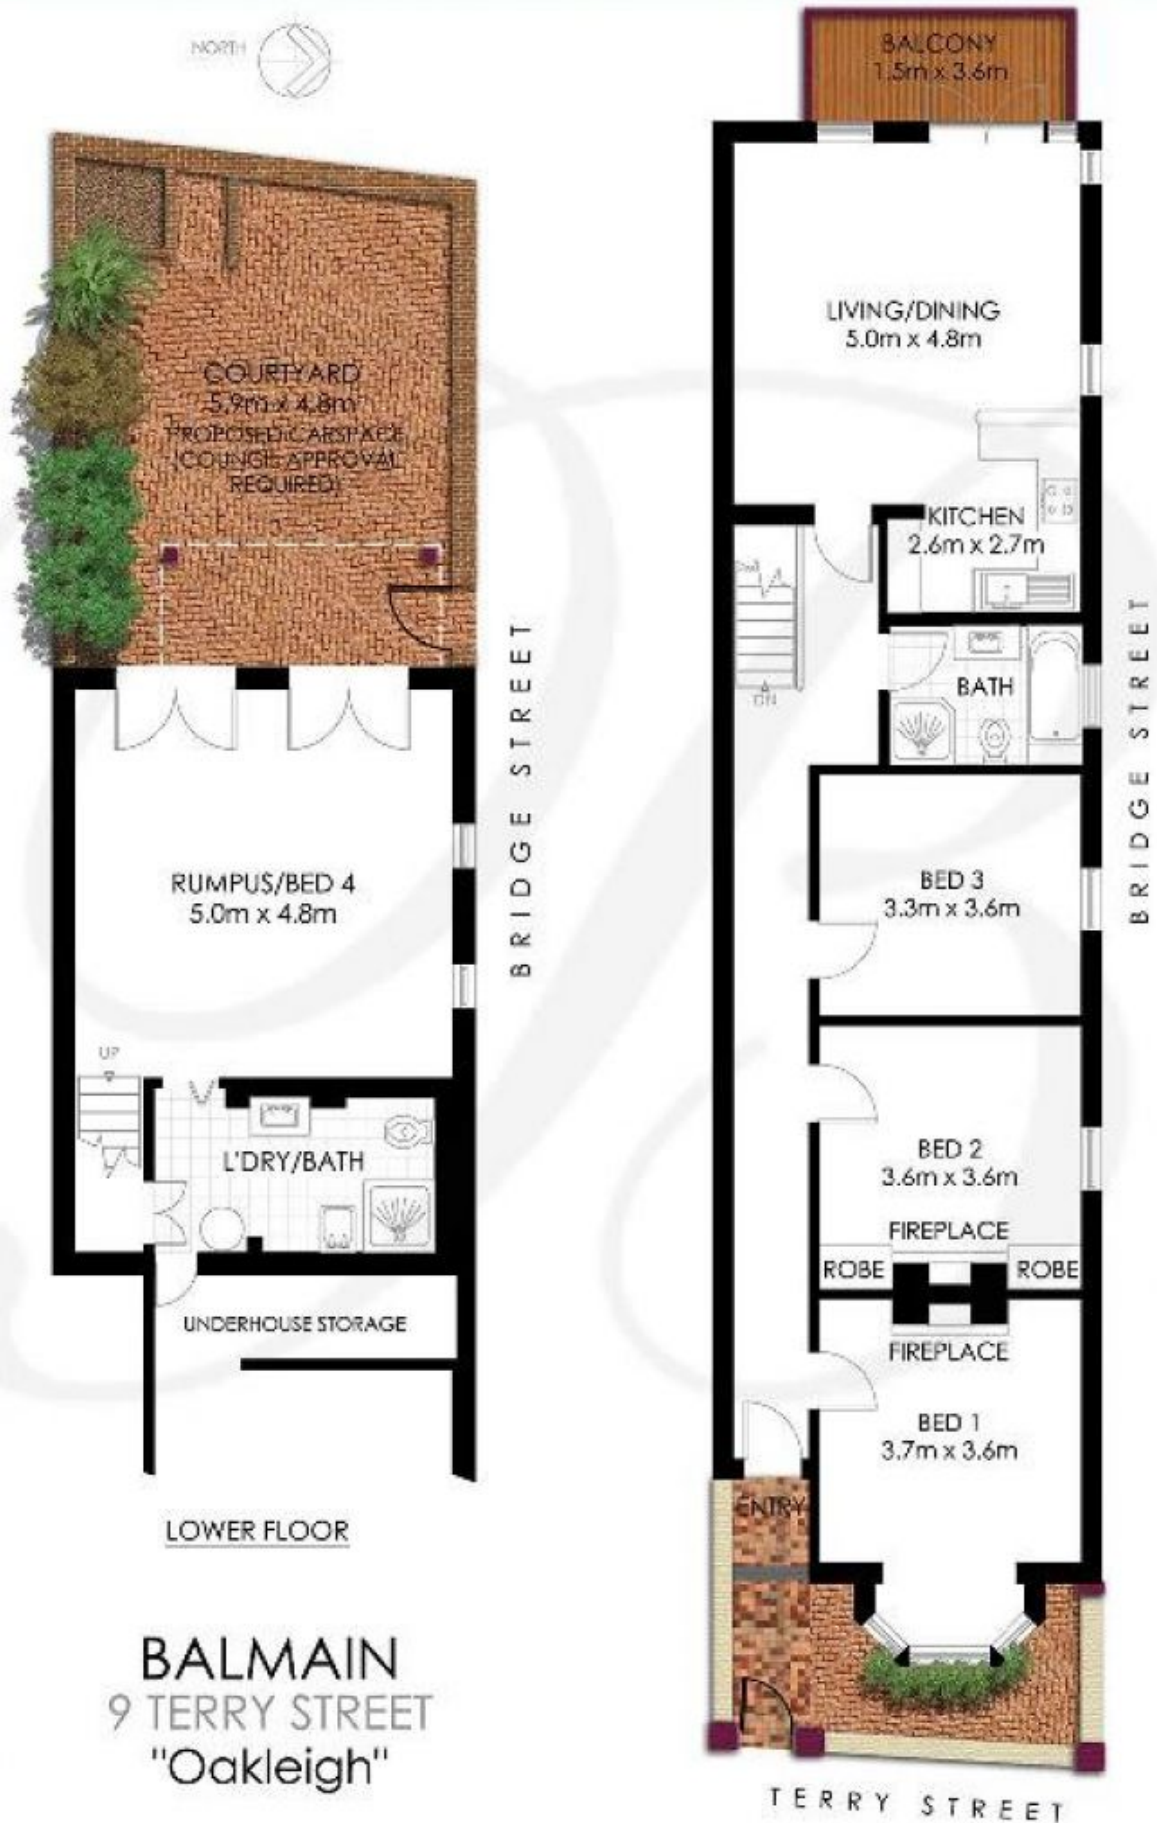 NORTH
COURTYARD
5.9m x 4.8m
PROPOSED CARSPACE
(COUNCIL APPROVAL
REQUIRED)
BRIDGE STREET
RUMPUS/BED 4
5.0m x 4.8m
UP
L'DRY/BATH
UNDERHOUSE STORAGE
LOWER FLOOR
BALMAIN
9 TERRY STREET
"Oakleigh"
BALCONY
1.5m x 3.6m
LIVING/DINING
5.0m x 4.8m
KITCHEN
2.6m x 2.7m
DN
BATH
BRIDGE STREET
BED 3
3.3m x 3.6m
BED 2
3.6m x 3.6m
FIREPLACE
ROBE
ROBE
FIREPLACE
BED 1
3.7m x 3.6m
ENTRY
TERRY STREET